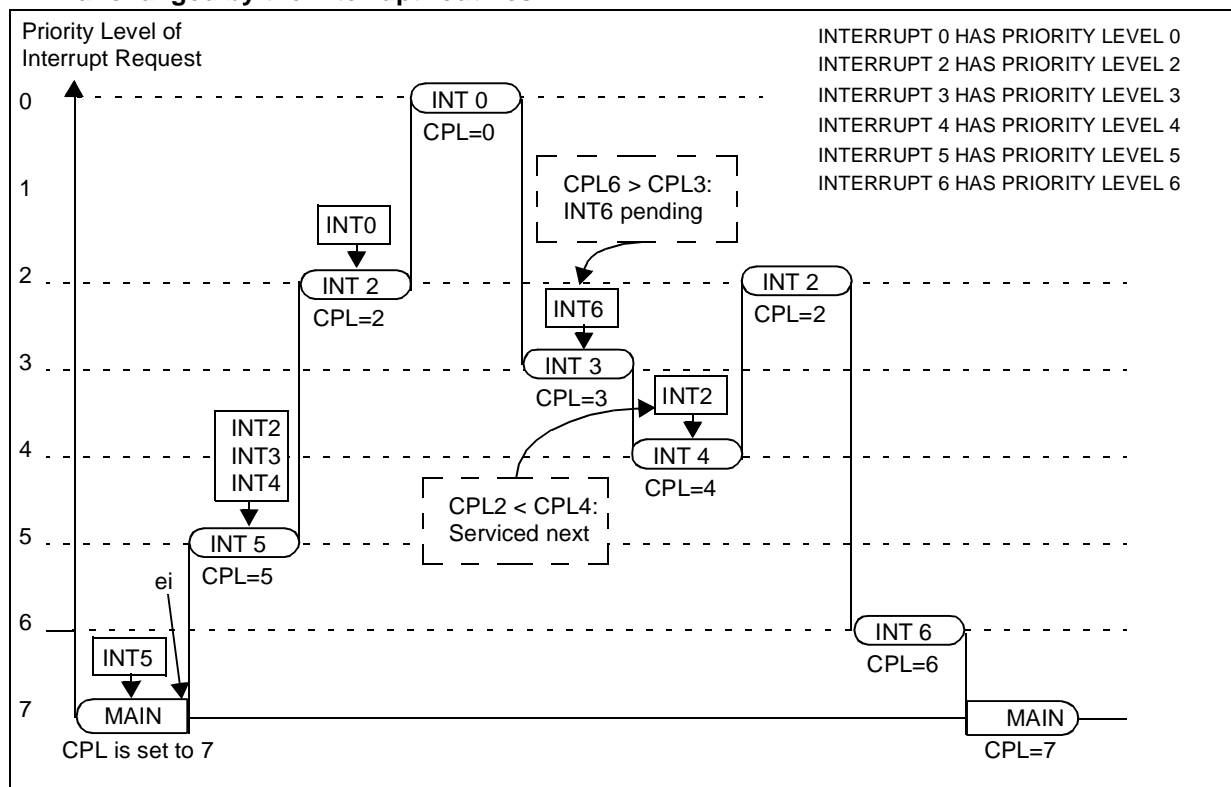 Priority Level of
Interrupt Request
INTERRUPT 0 HAS PRIORITY LEVEL 0
INTERRUPT 2 HAS PRIORITY LEVEL 2
INTERRUPT 3 HAS PRIORITY LEVEL 3
INTERRUPT 4 HAS PRIORITY LEVEL 4
INTERRUPT 5 HAS PRIORITY LEVEL 5
INTERRUPT 6 HAS PRIORITY LEVEL 6
0
INT 0
CPL=0
1
CPL6 > CPL3:
INT6 pending
INT0
2
INT 2
CPL=2
INT 2
CPL=2
INT6
3
INT 3
CPL=3
INT2
INT2
INT3
INT4
4
INT 4
CPL=4
CPL2 < CPL4:
Serviced next
5
INT 5
CPL=5
ei
6
INT 6
CPL=6
INT5
7
MAIN
CPL is set to 7
MAIN
CPL=7